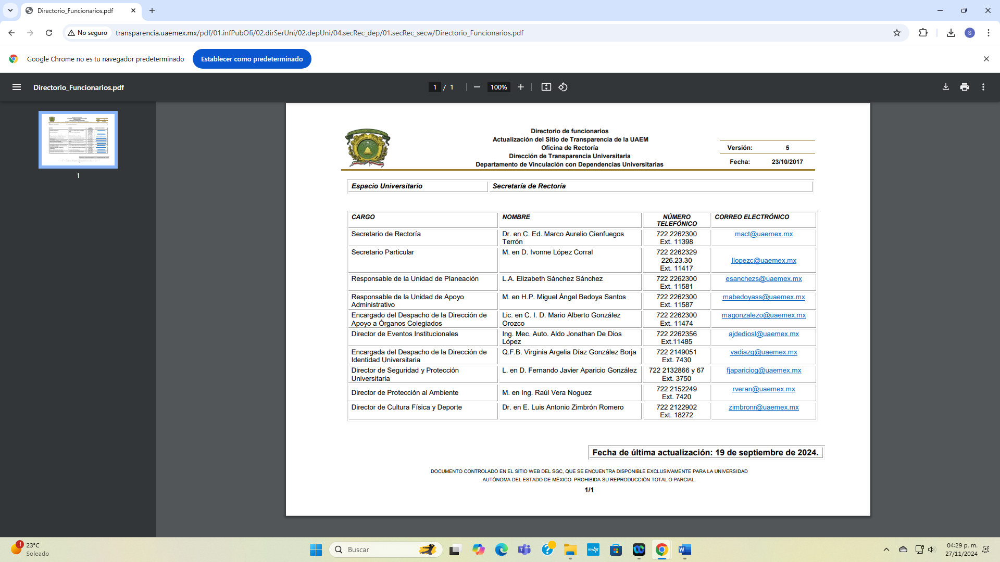 Directorio_Funcionarios.pdf
No seguro
transparencia.uaemex.mx/pdf/01.infPubOfi/02.dirSerUni/02.depUni/04.secRec_dep/01.secRec_secw/Directorio_Funcionarios.pdf
S
Google Chrome no es tu navegador predeterminado
Establecer como predeterminado
Directorio_Funcionarios.pdf
1 / 1
100%
1
Directorio de funcionarios
Actualización del Sitio de Transparencia de la UAEM
Oficina de Rectoría
Dirección de Transparencia Universitaria
Departamento de Vinculación con Dependencias Universitarias
Versión: 5
Fecha: 23/10/2017
Espacio Universitario Secretaría de Rectoría
CARGO NOMBRE NÚMERO TELEFÓNICO CORREO ELECTRÓNICO
Secretario de Rectoría Dr. en C. Ed. Marco Aurelio Cienfuegos Terrón 722 2262300 Ext. 11398 mact@uaemex.mx
Secretario Particular M. en D. Ivonne López Corral 722 2262329 226.23.30 Ext. 11417 llopezc@uaemex.mx
Responsable de la Unidad de Planeación L.A. Elizabeth Sánchez Sánchez 722 2262300 Ext. 11581 esanchezs@uaemex.mx
Responsable de la Unidad de Apoyo Administrativo M. en H.P. Miguel Ángel Bedoya Santos 722 2262300 Ext. 11587 mabedoyass@uaemex.mx
Encargado del Despacho de la Dirección de Apoyo a Órganos Colegiados Lic. en C. I. D. Mario Alberto González Orozco 722 2262300 Ext. 11474 magonzalezo@uaemex.mx
Director de Eventos Institucionales Ing. Mec. Auto. Aldo Jonathan De Dios López 722 2262356 Ext.11485 ajdediosl@uaemex.mx
Encargada del Despacho de la Dirección de Identidad Universitaria Q.F.B. Virginia Argelia Díaz González Borja 722 2149051 Ext. 7430 vadiazg@uaemex.mx
Director de Seguridad y Protección Universitaria L. en D. Fernando Javier Aparicio González 722 2132866 y 67 Ext. 3750 fjapariciog@uaemex.mx
Director de Protección al Ambiente M. en Ing. Raúl Vera Noguez 722 2152249 Ext. 7420 rveran@uaemex.mx
Director de Cultura Física y Deporte Dr. en E. Luis Antonio Zimbrón Romero 722 2122902 Ext. 18272 zimbronr@uaemex.mx
Fecha de última actualización: 19 de septiembre de 2024.
DOCUMENTO CONTROLADO EN EL SITIO WEB DEL SGC, QUE SE ENCUENTRA DISPONIBLE EXCLUSIVAMENTE PARA LA UNIVERSIDAD
AUTÓNOMA DEL ESTADO DE MÉXICO. PROHIBIDA SU REPRODUCCIÓN TOTAL O PARCIAL.
1/1
1
23°C
Soleado
Buscar
04:29 p. m.
27/11/2024